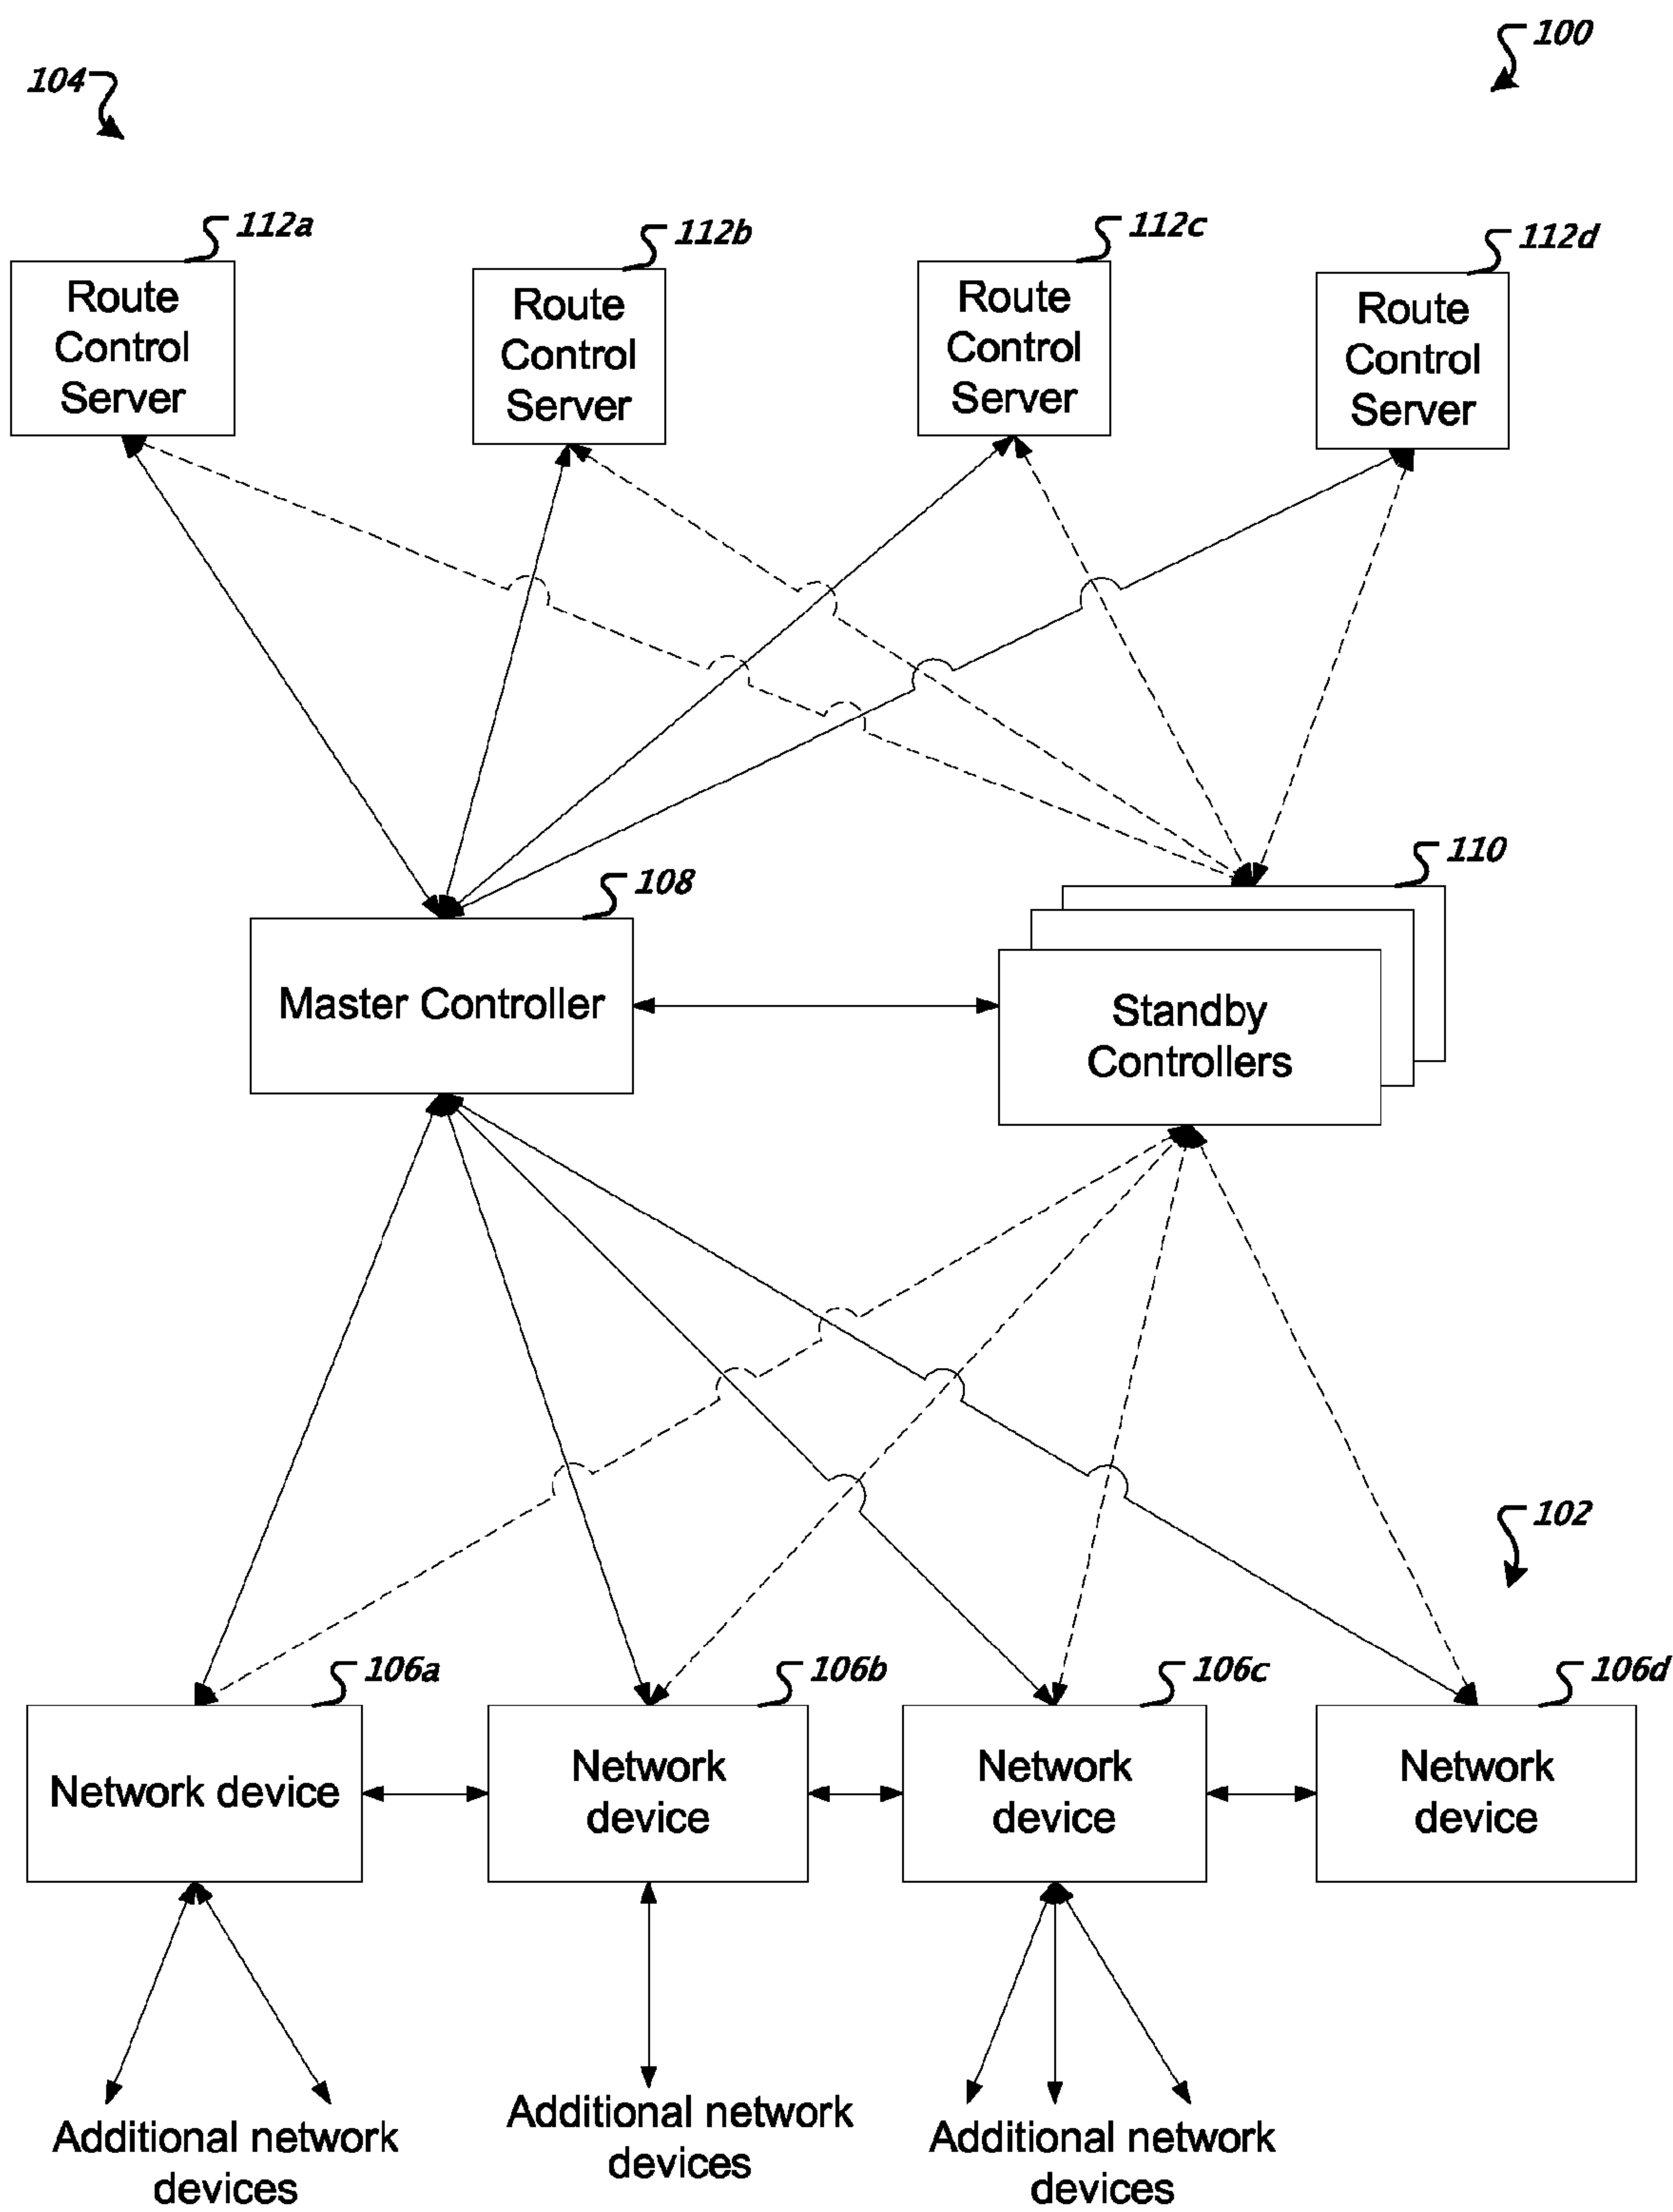 100
104
112a
112b
112c
112d
Route
Control
Server
Route
Control
Server
Route
Control
Server
Route
Control
Server
110
108
Master Controller
Standby
Controllers
102
106a
106b
106c
106d
Network device
Network
device
Network
device
Network
device
Additional network
devices
Additional network
devices
Additional network
devices